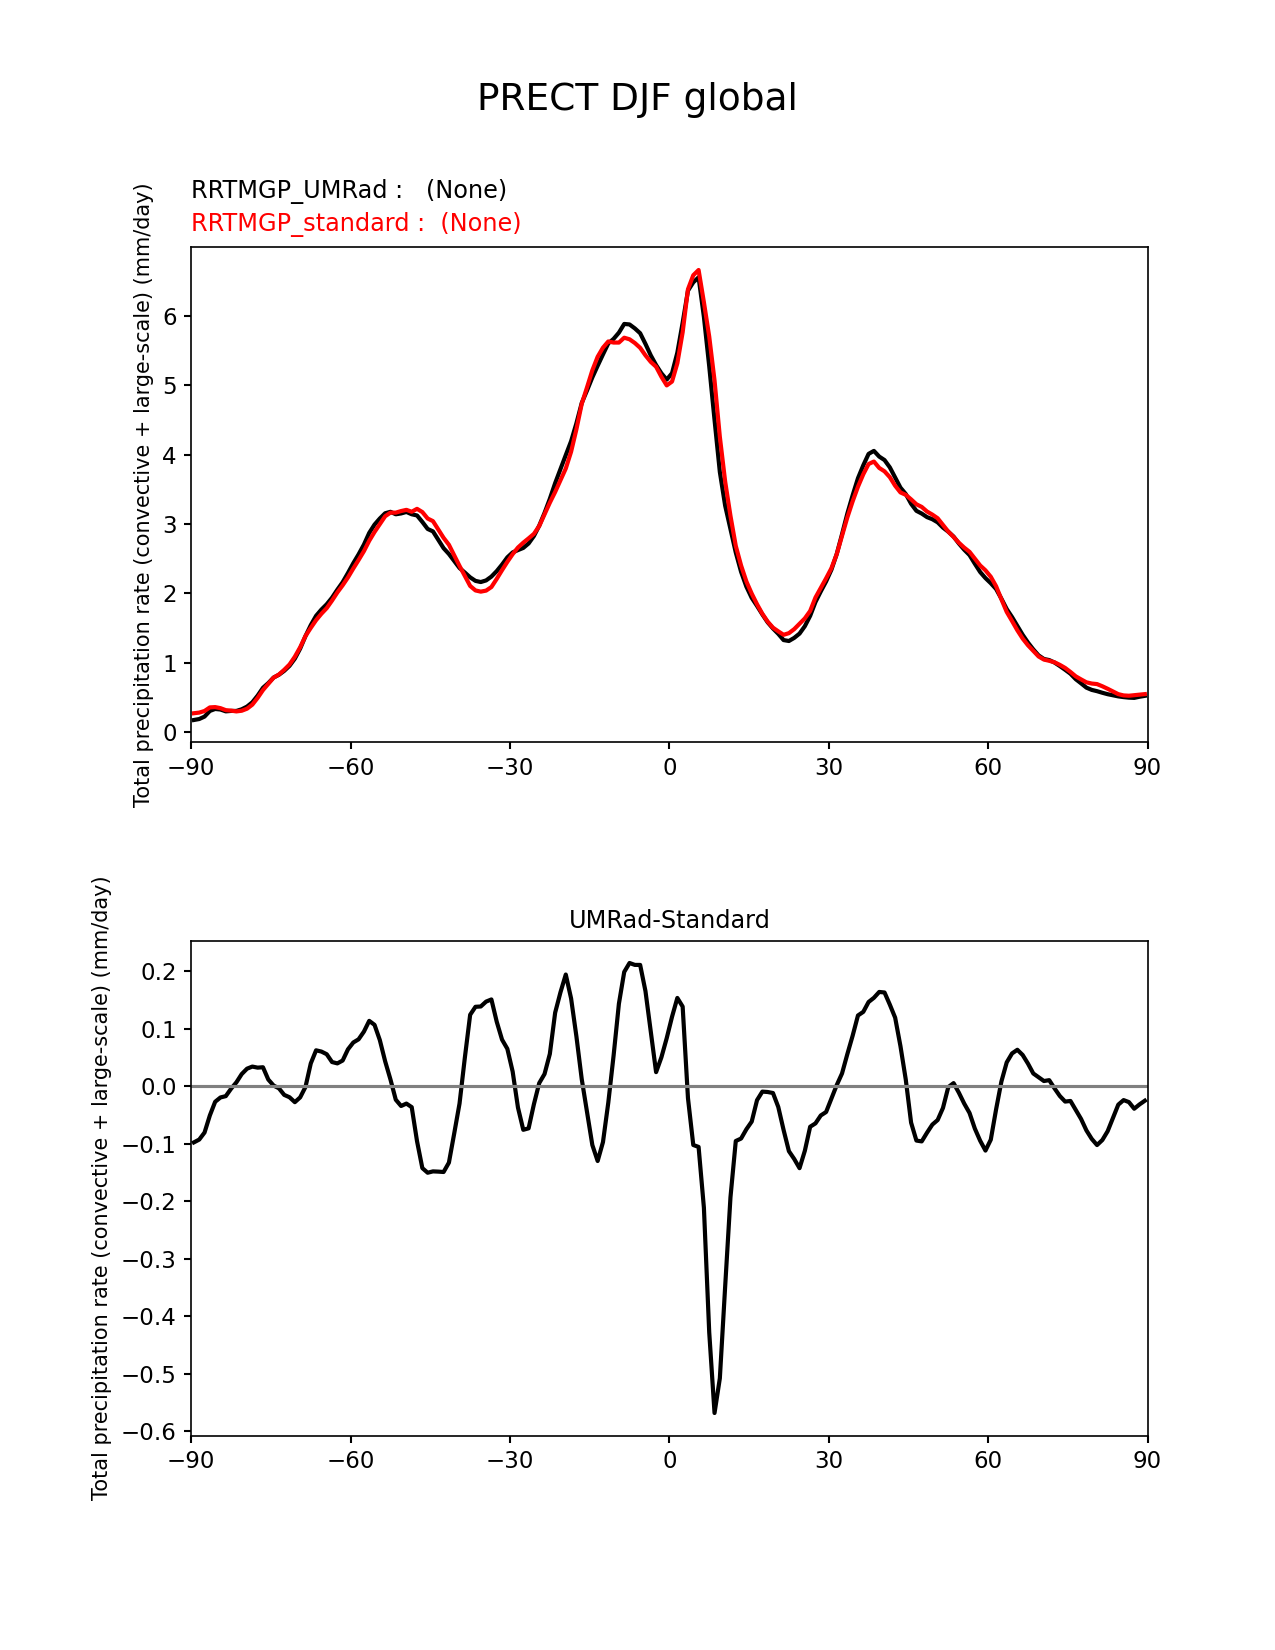 PRECT DJF global
RRTMGP_UMRad :   (None)
RRTMGP_standard :  (None)
Total precipitation rate (convective + large-scale) (mm/day)
6
5
4
3
2
1
0
−90 −60 −30 0 30 60 90
UMRad-Standard
Total precipitation rate (convective + large-scale) (mm/day)
0.2
0.1
0.0
−0.1
−0.2
−0.3
−0.4
−0.5
−0.6
−90 −60 −30 0 30 60 90